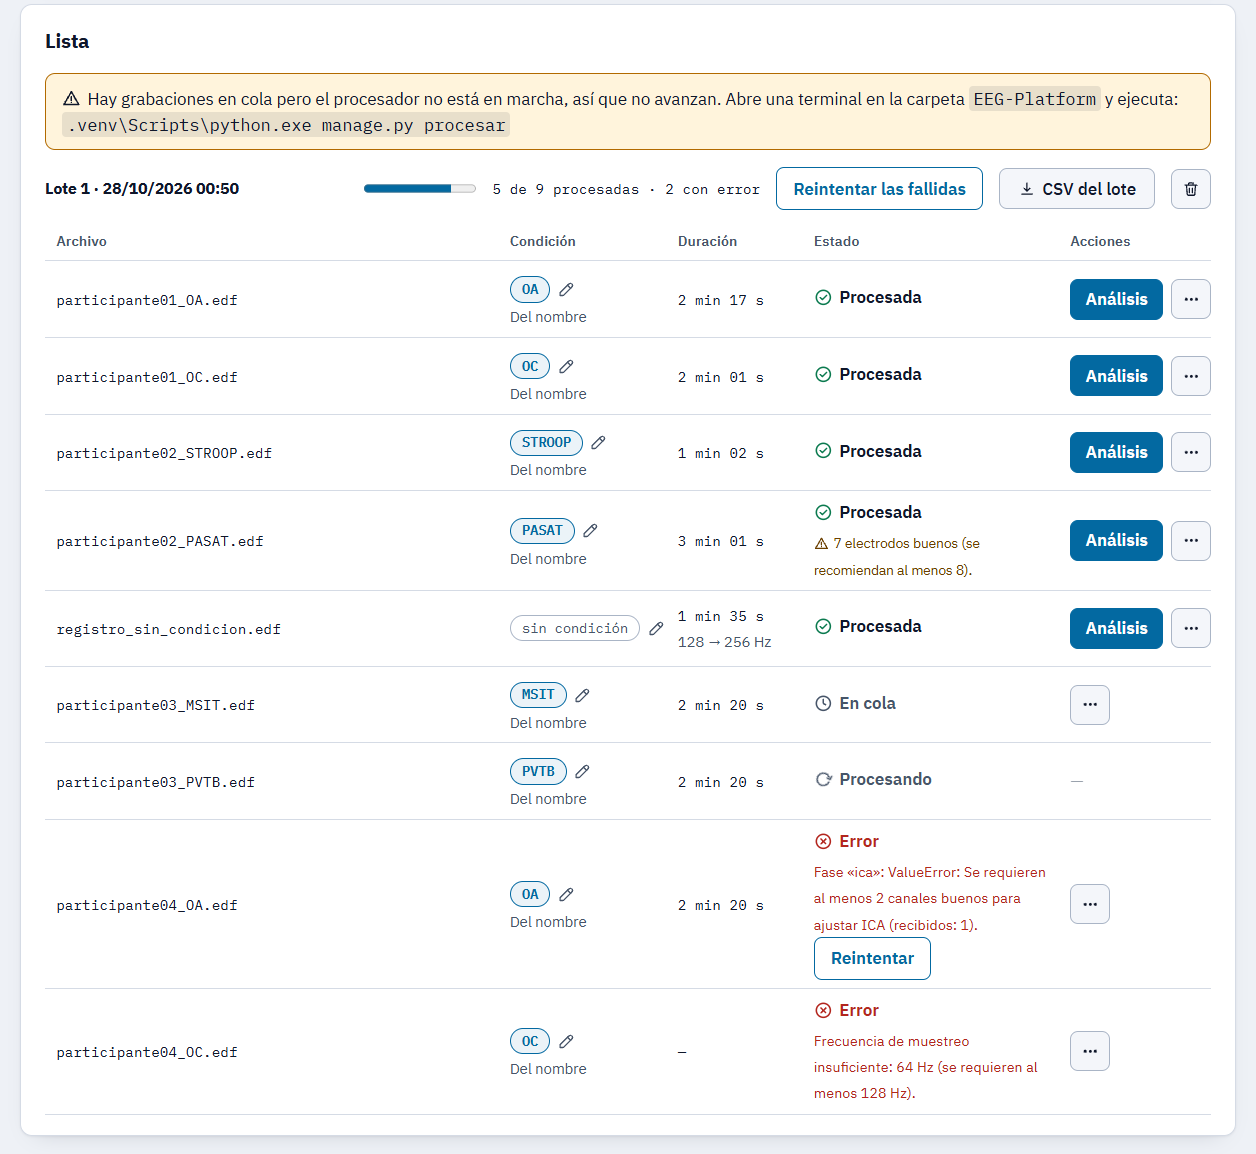 Lista
Hay grabaciones en cola pero el procesador no está en marcha, así que no avanzan. Abre una terminal en la carpeta EEG-Platform y ejecuta:
.venv\Scripts\python.exe manage.py procesar
Lote 1 · 28/10/2026 00:50 5 de 9 procesadas · 2 con error Reintentar las fallidas CSV del lote
Archivo Condición Duración Estado Acciones
participante01_OA.edf OA 2 min 17 s Procesada Análisis ...
Del nombre
participante01_OC.edf OC 2 min 01 s Procesada Análisis ...
Del nombre
participante02_STROOP.edf STROOP 1 min 02 s Procesada Análisis ...
Del nombre
participante02_PASAT.edf PASAT 3 min 01 s Procesada Análisis ...
Del nombre
7 electrodos buenos (se
recomiendan al menos 8).
registro_sin_condicion.edf sin condición 1 min 35 s Procesada Análisis ...
128 → 256 Hz
participante03_MSIT.edf MSIT 2 min 20 s En cola ...
Del nombre
participante03_PVTB.edf PVTB 2 min 20 s Procesando —
Del nombre
participante04_OA.edf OA 2 min 20 s Error ...
Del nombre
Fase «ica»: ValueError: Se requieren
al menos 2 canales buenos para
ajustar ICA (recibidos: 1).
Reintentar
participante04_OC.edf OC – Error ...
Del nombre
Frecuencia de muestreo
insuficiente: 64 Hz (se requieren al
menos 128 Hz).